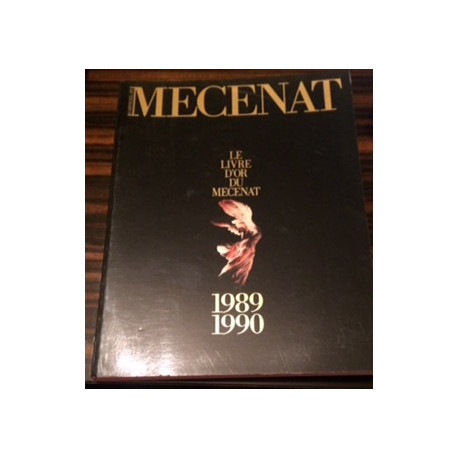 MECENAT
LE
LIVRE
D'OR
DU
MECENAT
1989
1990